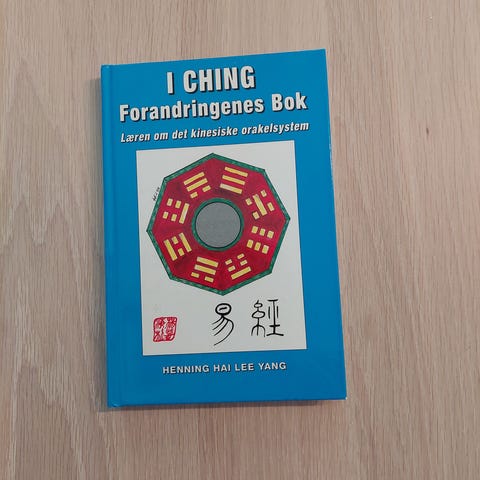 I CHING
Forandringenes Bok
Læren om det kinesiske orakelsystem
易 經
HENNING HAI LEE YANG